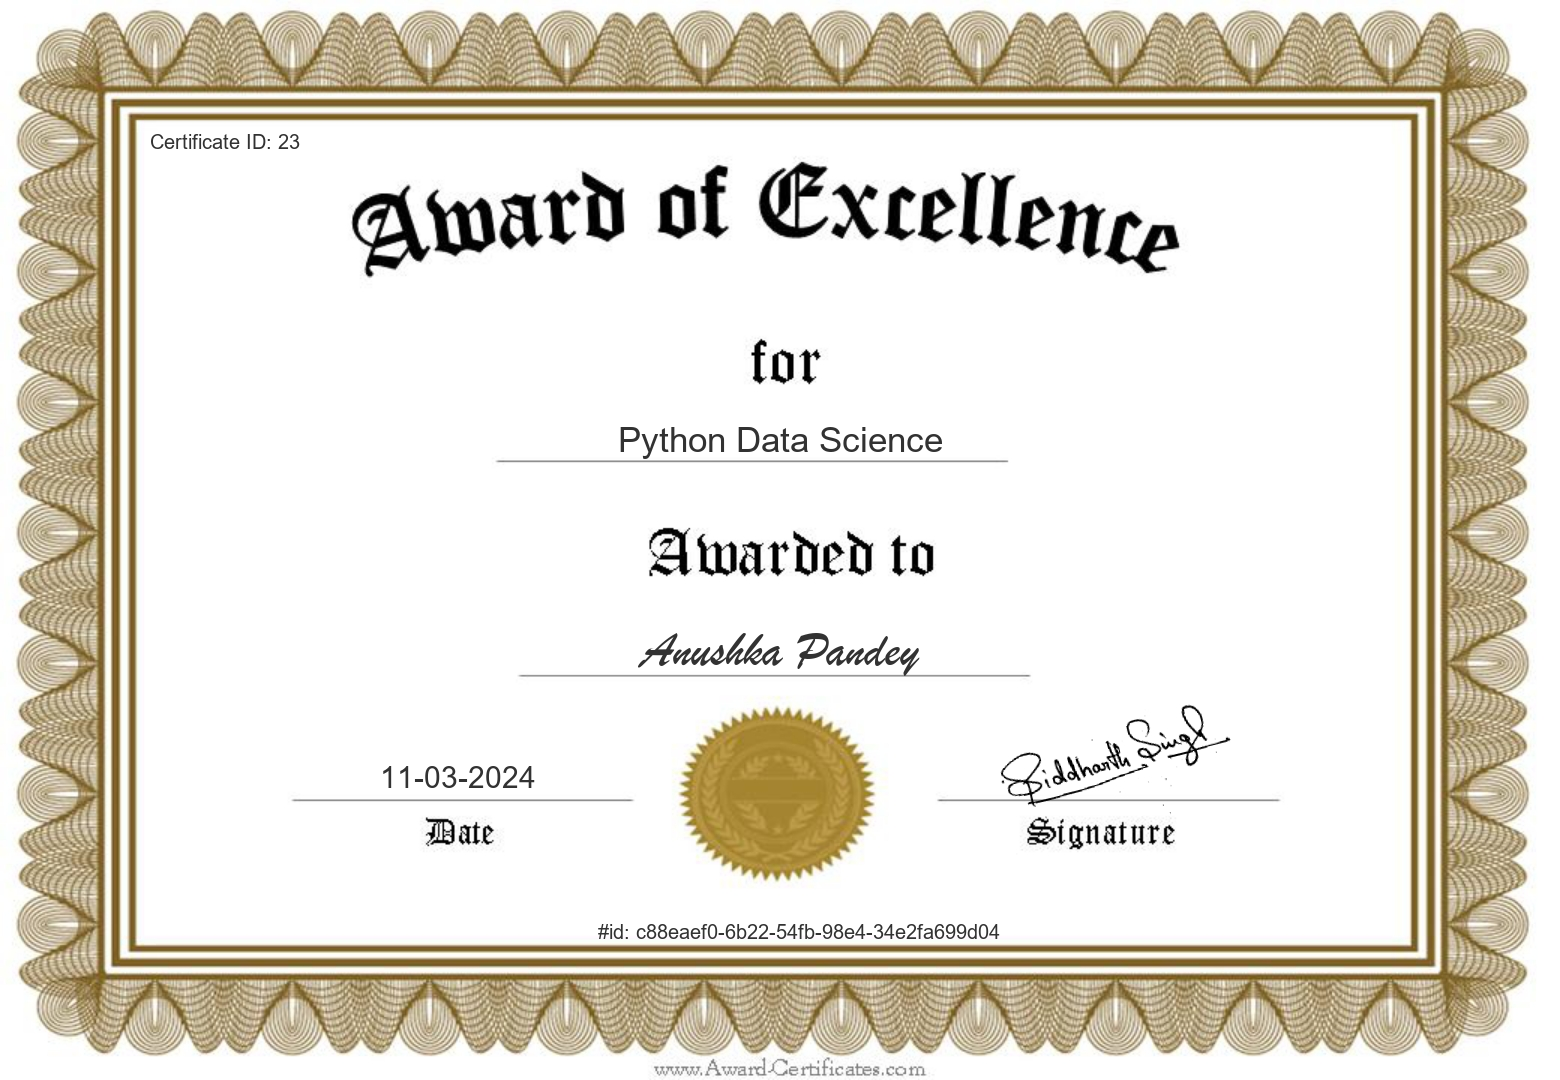 Certificate ID: 23
Award of Excellence
for
Python Data Science
Awarded to
Anushka Pandey
11-03-2024
Siddharth Singh
Date
Signature
#id: c88eaef0-6b22-54fb-98e4-34e2fa699d04
www.Award-Certificates.com